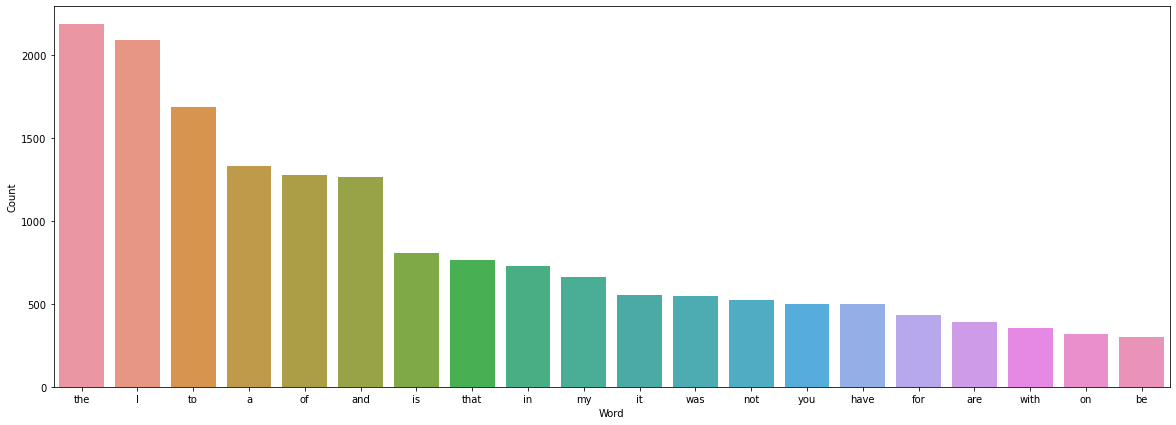 2000
1500
1000
500
0
Count
the I to a of and is that in my it was not you have for are with on be
Word